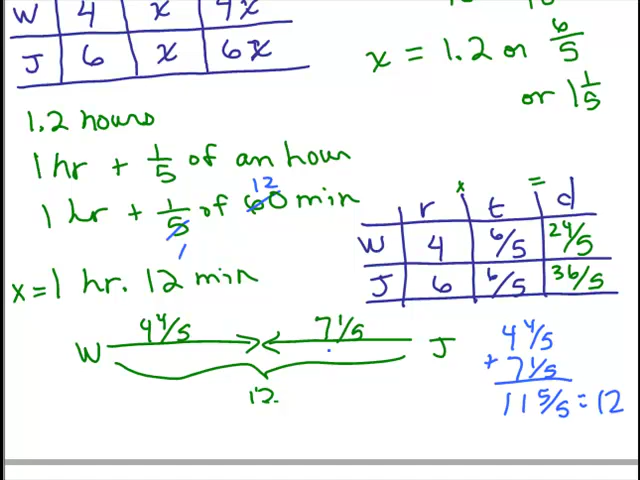 W 4 x 4x
J 6 x 6x
x = 1.2 or 6/5
or 1 1/5
1.2 hours
1 hr + 1/5 of an hour
12
1 hr + 1/5 of 60 min
1
x = 1 hr. 12 min
r × t = d
W 4 6/5 24/5
J 6 6/5 36/5
4 4/5 7 1/5
W J
12
4 4/5
+ 7 1/5
11 5/5 = 12